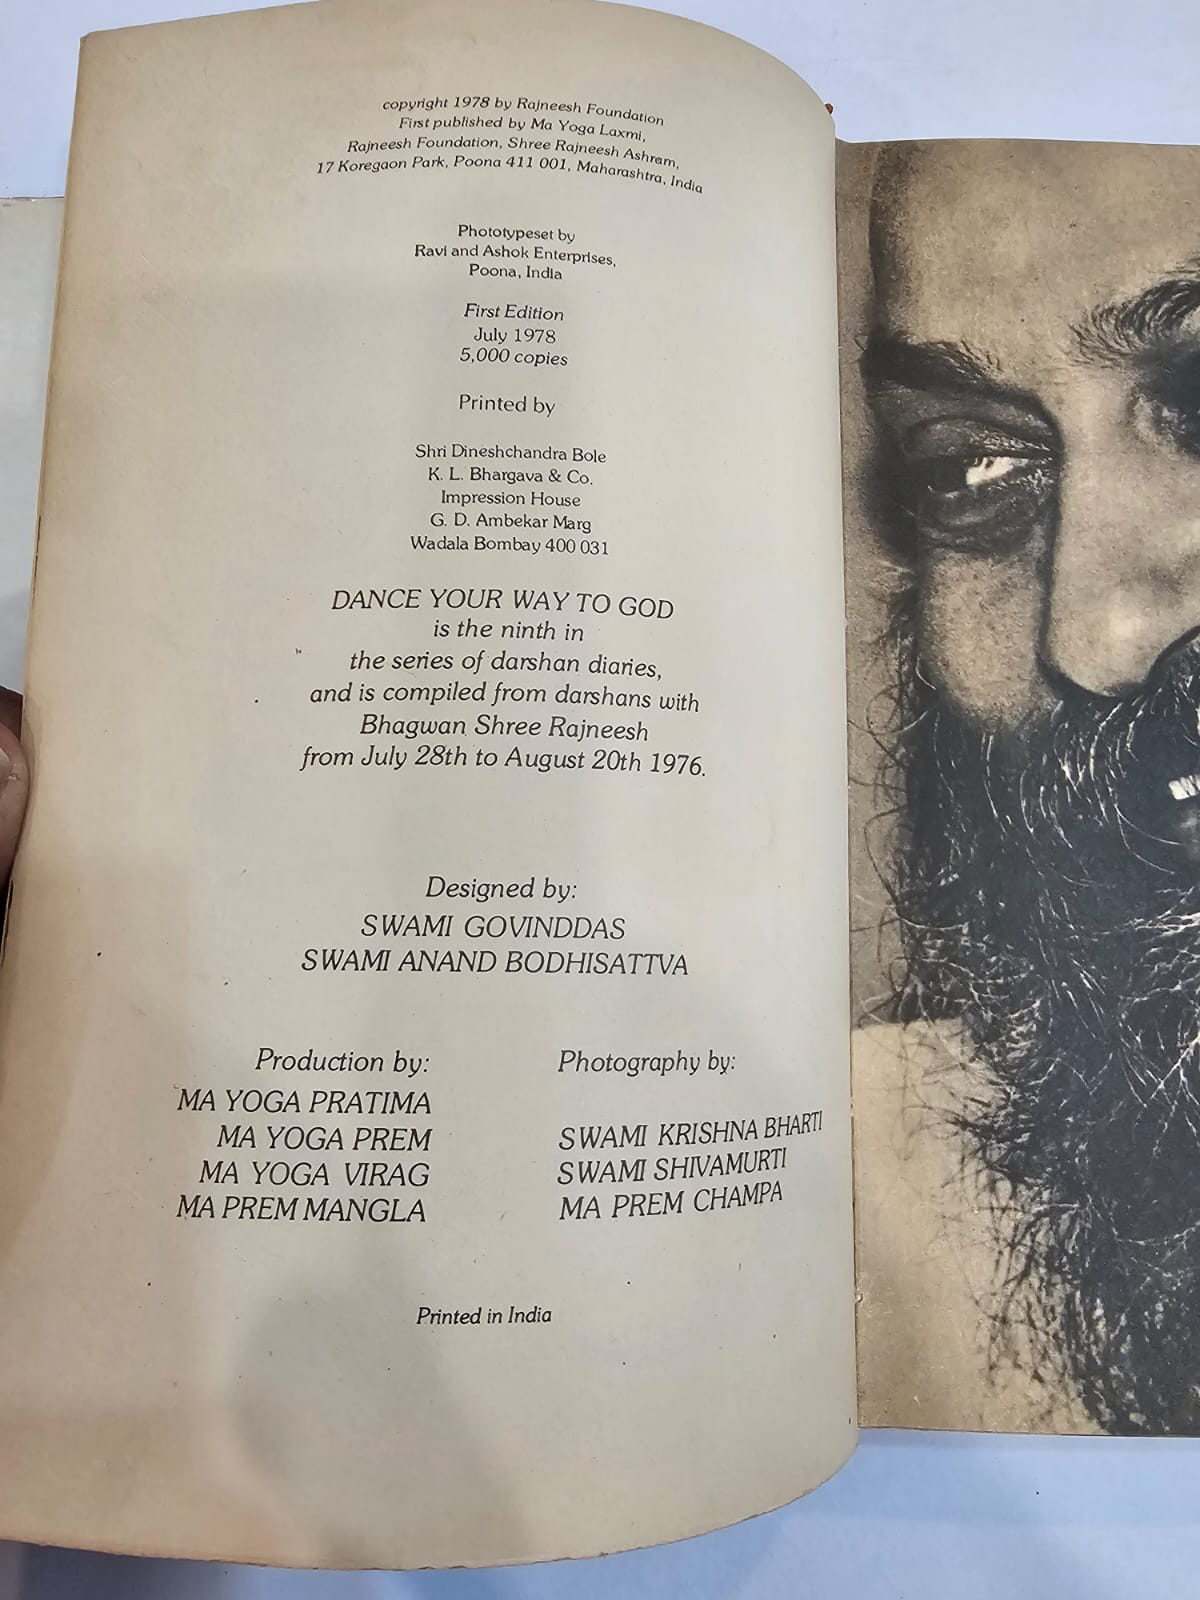 copyright 1978 by Rajneesh Foundation
First published by Ma Yoga Laxmi,
Rajneesh Foundation, Shree Rajneesh Ashram,
17 Koregaon Park, Poona 411 001, Maharashtra, India
Phototypeset by
Ravi and Ashok Enterprises,
Poona, India
First Edition
July 1978
5,000 copies
Printed by
Shri Dineshchandra Bole
K. L. Bhargava & Co.
Impression House
G. D. Ambekar Marg
Wadala Bombay 400 031
DANCE YOUR WAY TO GOD
is the ninth in
the series of darshan diaries,
and is compiled from darshans with
Bhagwan Shree Rajneesh
from July 28th to August 20th 1976.
Designed by:
SWAMI GOVINDDAS
SWAMI ANAND BODHISATTVA
Production by:
MA YOGA PRATIMA
MA YOGA PREM
MA YOGA VIRAG
MA PREM MANGLA
Photography by:
SWAMI KRISHNA BHARTI
SWAMI SHIVAMURTI
MA PREM CHAMPA
Printed in India